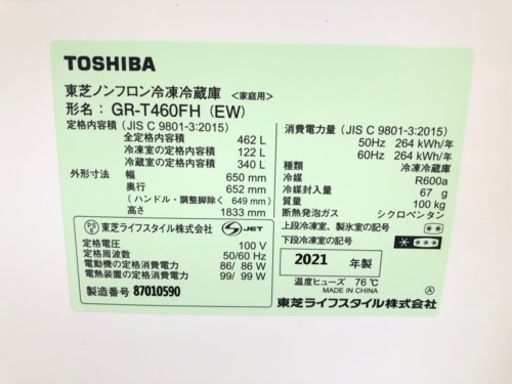 TOSHIBA
東芝ノンフロン冷凍冷蔵庫 <家庭用>
形名：GR-T460FH (EW)
定格内容積 (JIS C 9801-3:2015)
全定格内容積 462 L
冷凍室の定格内容積 122 L
冷蔵室の定格内容積 340 L
外形寸法 幅 650 mm
奥行 652 mm
(ハンドル・調整脚除く 649 mm)
高さ 1833 mm
PSE 東芝ライフスタイル株式会社 S JET
定格電圧 100 V
定格周波数 50/60 Hz
電動機の定格消費電力 86/ 86 W
電熱装置の定格消費電力 99/ 99 W
製造番号 87010590
消費電力量 (JIS C 9801-3:2015)
50Hz 264 kWh/年
60Hz 264 kWh/年
種類 冷凍冷蔵庫
冷媒 R600a
冷媒封入量 67 g
質量 100 kg
断熱発泡ガス シクロペンタン
上段冷凍室、製氷室の記号 **
下段冷凍室の記号 ****
2021 年製
温度ヒューズ 76 ℃
MADE IN CHINA
東芝ライフスタイル株式会社 Ⓐ